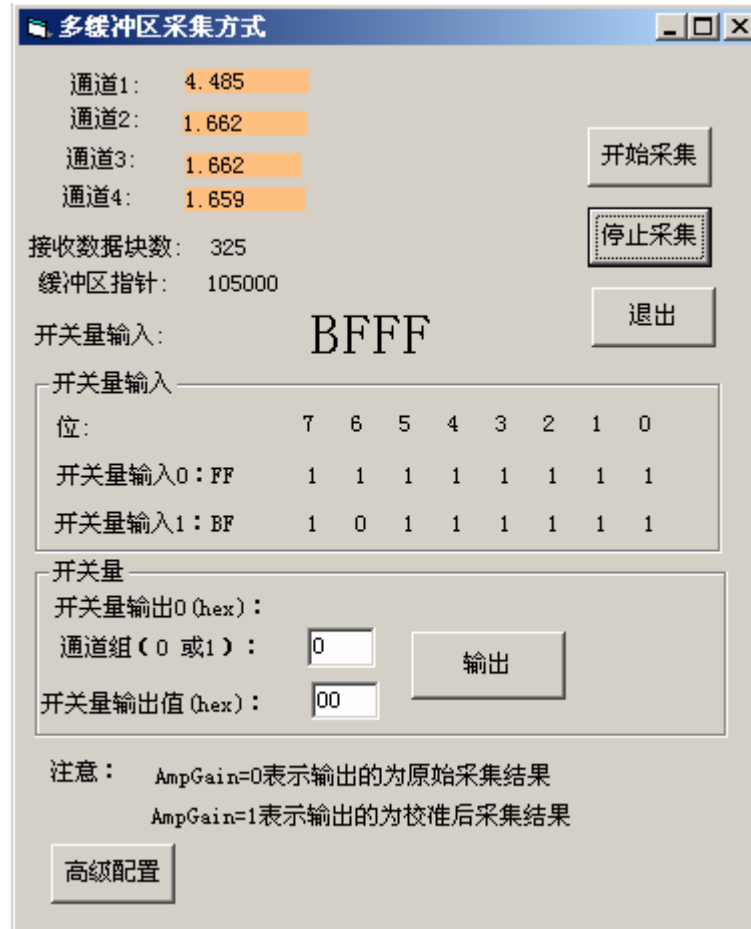 多缓冲区采集方式
通道1: 4.485
通道2: 1.662
通道3: 1.662
通道4: 1.659
开始采集
停止采集
退出
接收数据块数: 325
缓冲区指针: 105000
开关量输入: BFFF
开关量输入
位: 7 6 5 4 3 2 1 0
开关量输入0：FF 1 1 1 1 1 1 1 1
开关量输入1：BF 1 0 1 1 1 1 1 1
开关量
开关量输出0(hex)：
通道组(0 或1)： 0
输出
开关量输出值(hex)： 00
注意： AmpGain=0表示输出的为原始采集结果
AmpGain=1表示输出的为校准后采集结果
高级配置